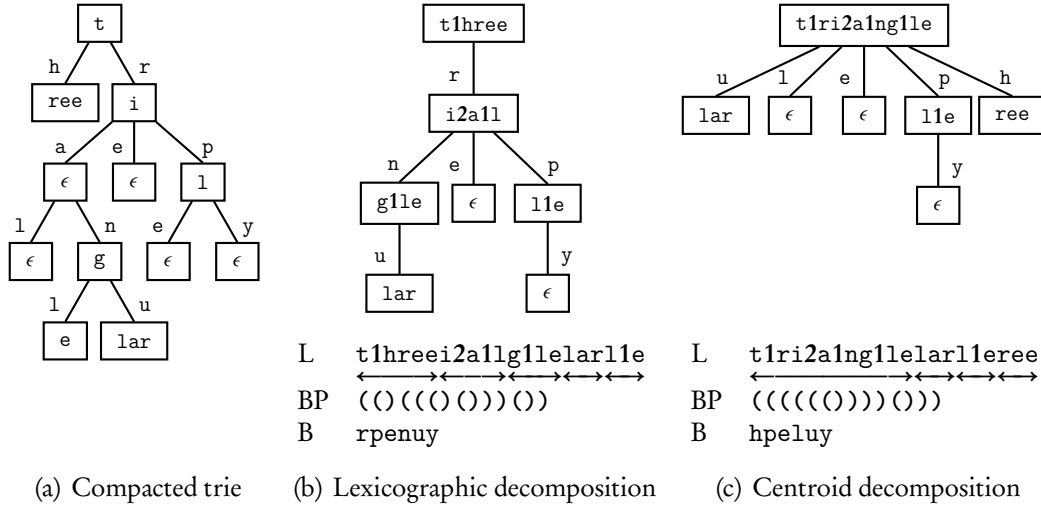 t
h r
ree i
a e p
ϵ ϵ l
l n e y
ϵ g ϵ ϵ
l u
e lar
(a) Compacted trie
t1hree
r
i2a1l
n e p
g1le ϵ l1e
u y
lar ϵ
L t1hreei2a1lg1lelarl1e
BP (()((()()))())
B rpenuy
(b) Lexicographic decomposition
t1ri2a1ng1le
u l e p h
lar ϵ ϵ l1e ree
y
ϵ
L t1ri2a1ng1lelarl1eree
BP (((((())))()))
B hpeluy
(c) Centroid decomposition